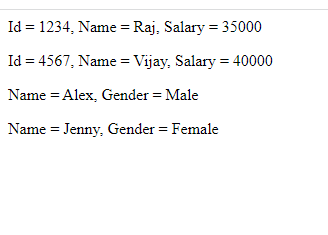 Id = 1234, Name = Raj, Salary = 35000
Id = 4567, Name = Vijay, Salary = 40000
Name = Alex, Gender = Male
Name = Jenny, Gender = Female